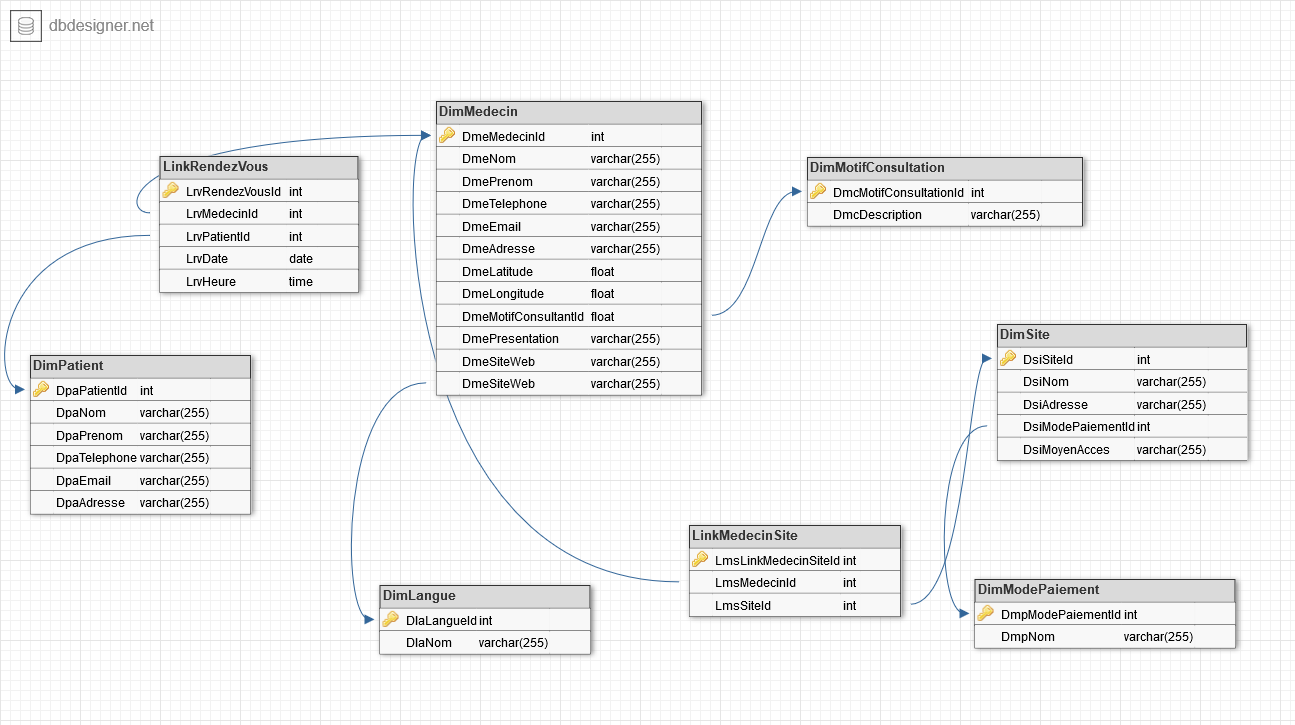 dbdesigner.net
DimMedecin
DmeMedecinId int
DmeNom varchar(255)
DmePrenom varchar(255)
DmeTelephone varchar(255)
DmeEmail varchar(255)
DmeAdresse varchar(255)
DmeLatitude float
DmeLongitude float
DmeMotifConsultantId float
DmePresentation varchar(255)
DmeSiteWeb varchar(255)
DmeSiteWeb varchar(255)
LinkRendezVous
LrvRendezVousId int
LrvMedecinId int
LrvPatientId int
LrvDate date
LrvHeure time
DimMotifConsultation
DmcMotifConsultationId int
DmcDescription varchar(255)
DimPatient
DpaPatientId int
DpaNom varchar(255)
DpaPrenom varchar(255)
DpaTelephone varchar(255)
DpaEmail varchar(255)
DpaAdresse varchar(255)
DimSite
DsiSiteId int
DsiNom varchar(255)
DsiAdresse varchar(255)
DsiModePaiementId int
DsiMoyenAcces varchar(255)
LinkMedecinSite
LmsLinkMedecinSiteId int
LmsMedecinId int
LmsSiteId int
DimLangue
DlaLangueId int
DlaNom varchar(255)
DimModePaiement
DmpModePaiementId int
DmpNom varchar(255)